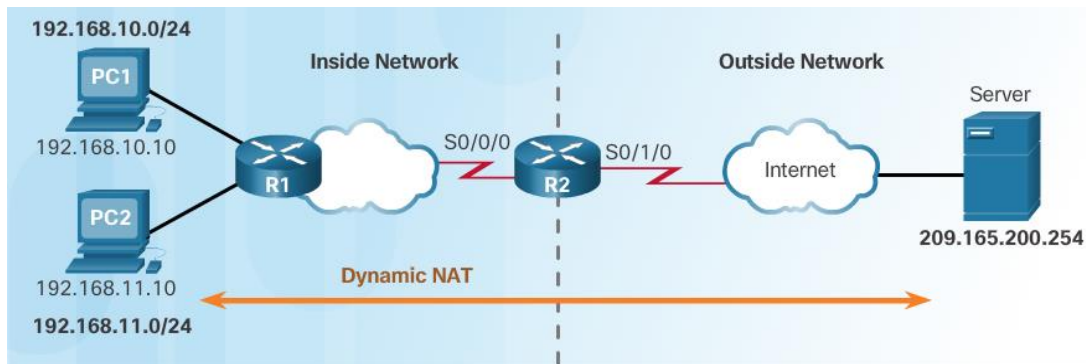 192.168.10.0/24
PC1
192.168.10.10
PC2
192.168.11.10
192.168.11.0/24
Inside Network
R1
S0/0/0
R2
S0/1/0
Outside Network
Internet
Server
209.165.200.254
Dynamic NAT